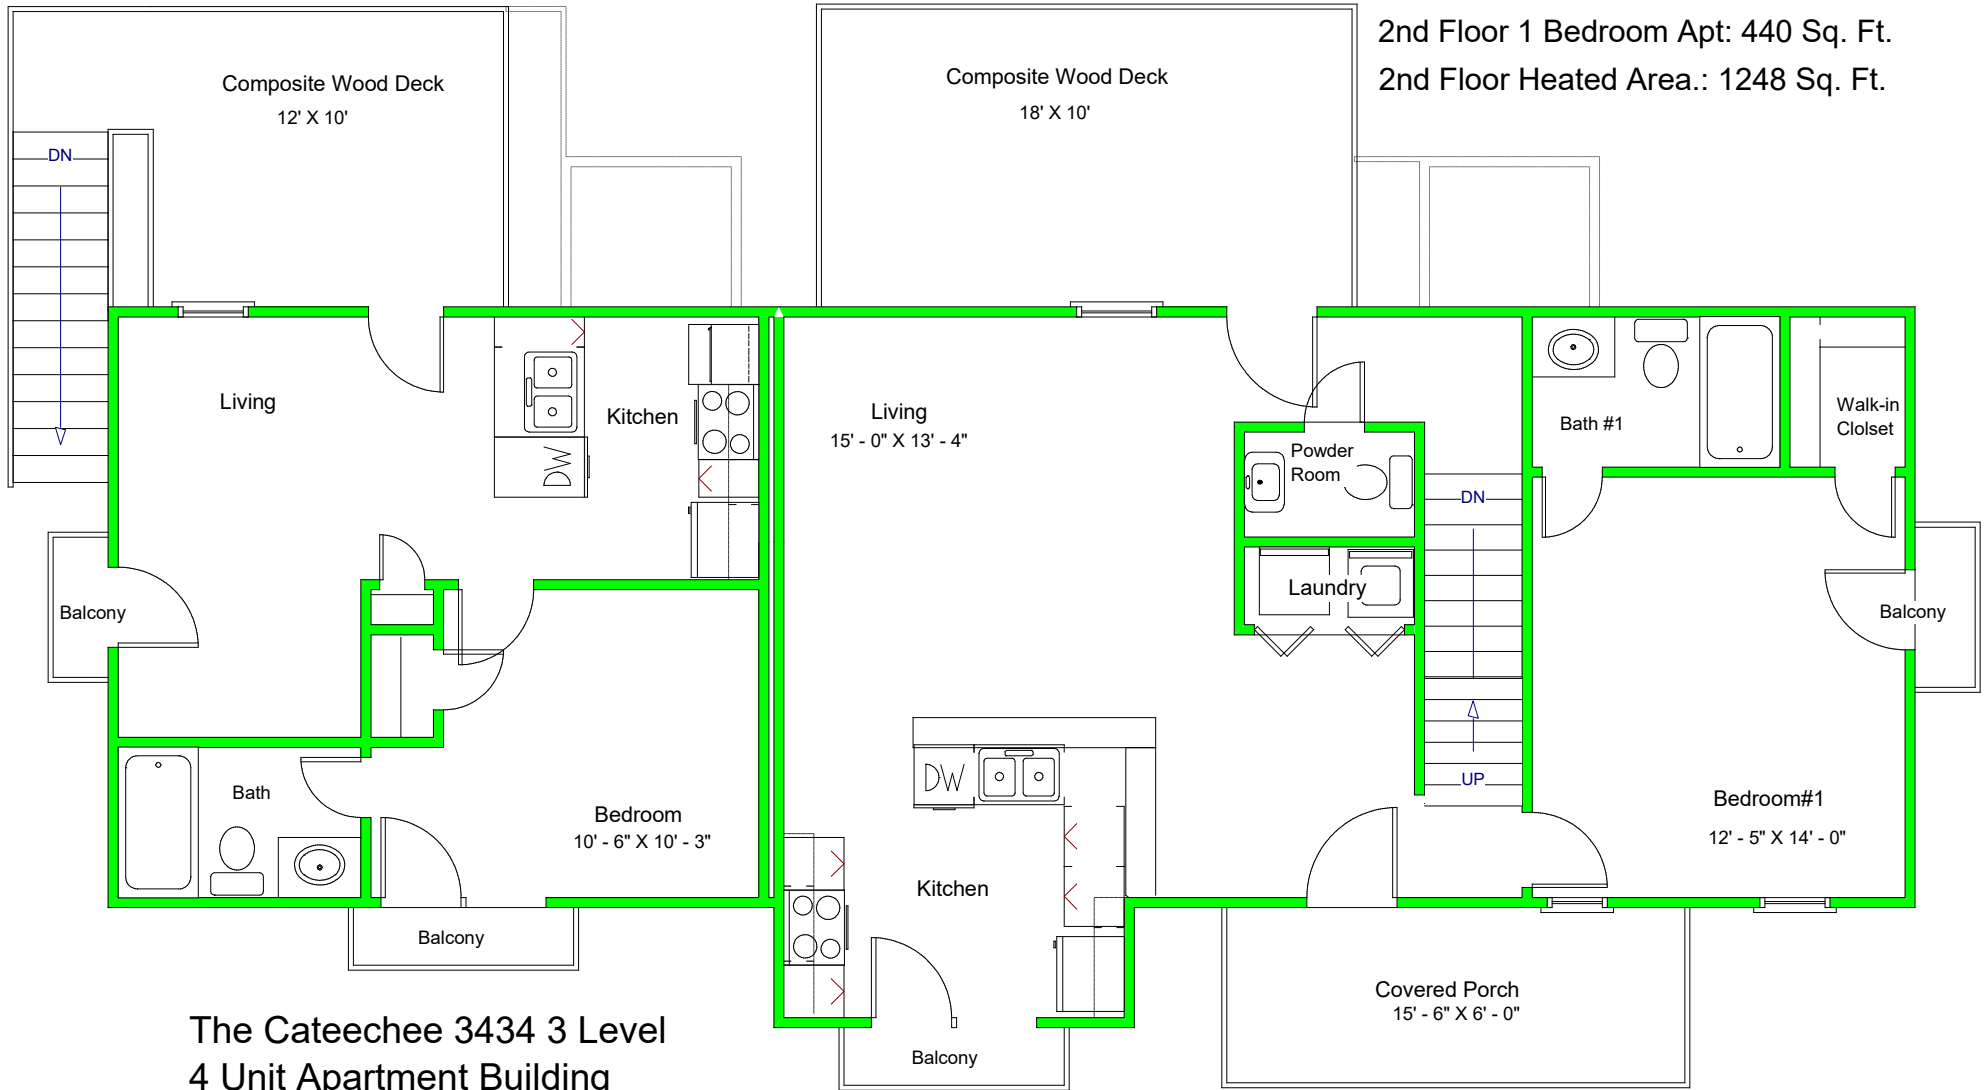 2nd Floor 1 Bedroom Apt: 440 Sq. Ft.
2nd Floor Heated Area.: 1248 Sq. Ft.
Composite Wood Deck
12' X 10'
Composite Wood Deck
18' X 10'
DN
Living
Kitchen
DW
Living
15' - 0" X 13' - 4"
Powder
Room
Bath #1
Walk-in
Clolset
DN
Laundry
Balcony
Balcony
Bath
Bedroom
10' - 6" X 10' - 3"
DW
UP
Bedroom#1
12' - 5" X 14' - 0"
Kitchen
Balcony
Covered Porch
15' - 6" X 6' - 0"
Balcony
The Cateechee 3434 3 Level
4 Unit Apartment Building